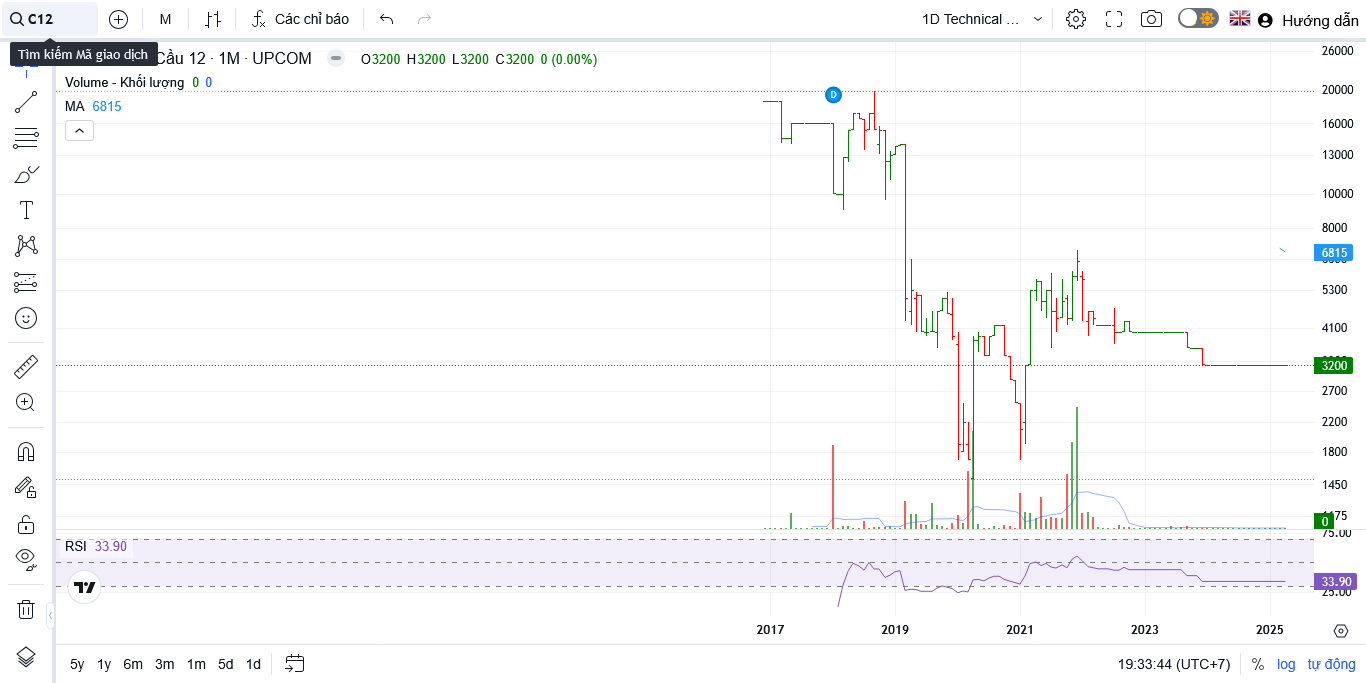 C12 M Các chỉ báo 1D Technical ... Hướng dẫn
Tìm kiếm Mã giao dịch
Cầu 12 · 1M · UPCOM O3200 H3200 L3200 C3200 0 (0.00%)
Volume - Khối lượng 0 0
MA 6815
D
26000
20000
16000
13000
10000
8000
6815
5300
4100
3200
2700
2200
1800
1450
0
75.00
RSI 33.90
33.90
25.00
2017 2019 2021 2023 2025
5y 1y 6m 3m 1m 5d 1d 19:33:44 (UTC+7) % log tự động